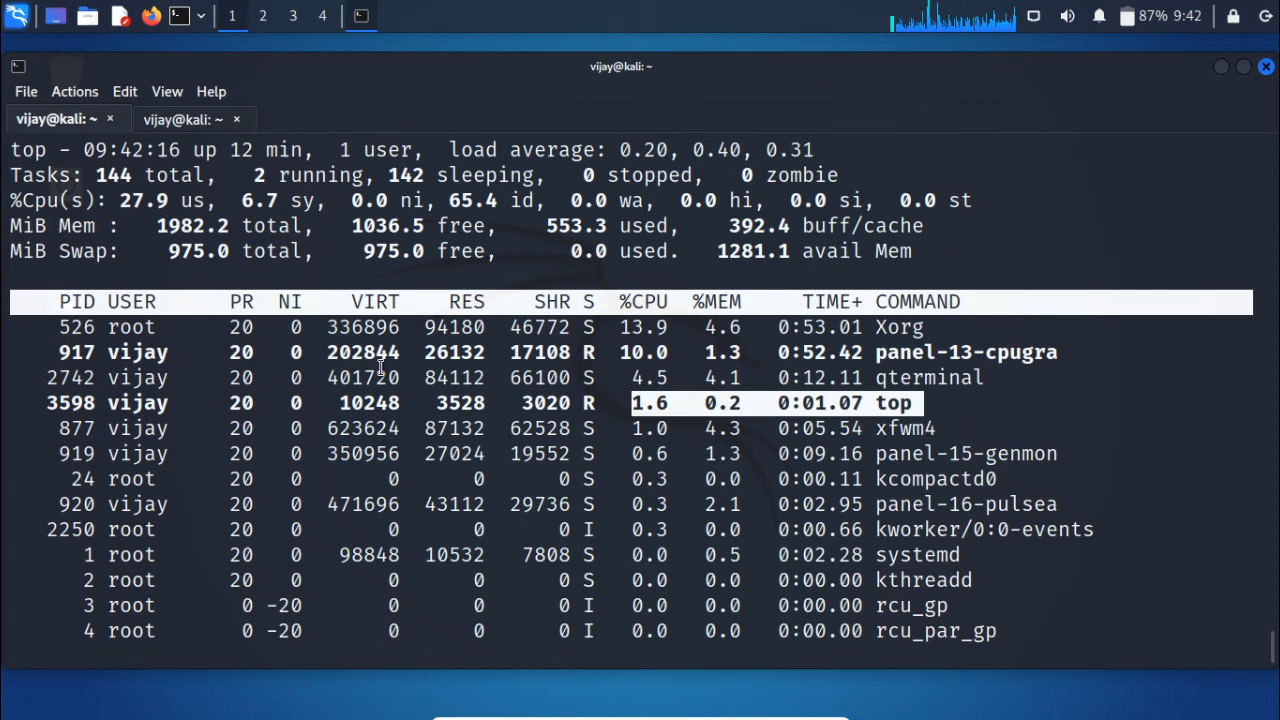 1 2 3 4 87% 9:42
vijay@kali: ~
File Actions Edit View Help
vijay@kali: ~ × vijay@kali: ~ ×
top - 09:42:16 up 12 min, 1 user, load average: 0.20, 0.40, 0.31
Tasks: 144 total, 2 running, 142 sleeping, 0 stopped, 0 zombie
%Cpu(s): 27.9 us, 6.7 sy, 0.0 ni, 65.4 id, 0.0 wa, 0.0 hi, 0.0 si, 0.0 st
MiB Mem : 1982.2 total, 1036.5 free, 553.3 used, 392.4 buff/cache
MiB Swap: 975.0 total, 975.0 free, 0.0 used. 1281.1 avail Mem
PID USER PR NI VIRT RES SHR S %CPU %MEM TIME+ COMMAND
526 root 20 0 336896 94180 46772 S 13.9 4.6 0:53.01 Xorg
917 vijay 20 0 202844 26132 17108 R 10.0 1.3 0:52.42 panel-13-cpugra
2742 vijay 20 0 401720 84112 66100 S 4.5 4.1 0:12.11 qterminal
3598 vijay 20 0 10248 3528 3020 R 1.6 0.2 0:01.07 top
877 vijay 20 0 623624 87132 62528 S 1.0 4.3 0:05.54 xfwm4
919 vijay 20 0 350956 27024 19552 S 0.6 1.3 0:09.16 panel-15-genmon
24 root 20 0 0 0 0 S 0.3 0.0 0:00.11 kcompactd0
920 vijay 20 0 471696 43112 29736 S 0.3 2.1 0:02.95 panel-16-pulsea
2250 root 20 0 0 0 0 I 0.3 0.0 0:00.66 kworker/0:0-events
1 root 20 0 98848 10532 7808 S 0.0 0.5 0:02.28 systemd
2 root 20 0 0 0 0 S 0.0 0.0 0:00.00 kthreadd
3 root 0 -20 0 0 0 I 0.0 0.0 0:00.00 rcu_gp
4 root 0 -20 0 0 0 I 0.0 0.0 0:00.00 rcu_par_gp